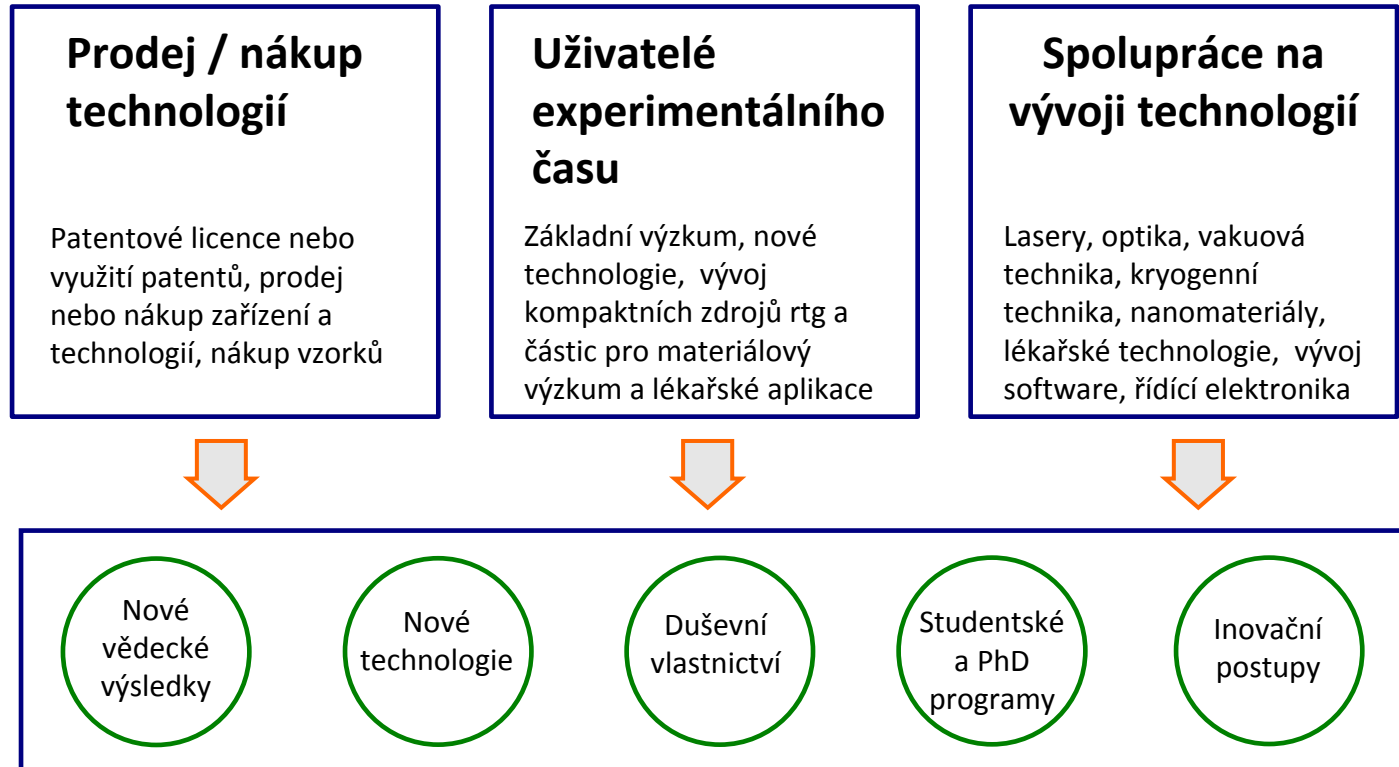 Prodej / nákup
technologií
Patentové licence nebo
využití patentů, prodej
nebo nákup zařízení a
technologií, nákup vzorků
Uživatelé
experimentálního
času
Základní výzkum, nové
technologie, vývoj
kompaktních zdrojů rtg a
částic pro materiálový
výzkum a lékařské aplikace
Spolupráce na
vývoji technologií
Lasery, optika, vakuová
technika, kryogenní
technika, nanomateriály,
lékařské technologie, vývoj
software, řídící elektronika
Nové
vědecké
výsledky
Nové
technologie
Duševní
vlastnictví
Studentské
a PhD
programy
Inovační
postupy